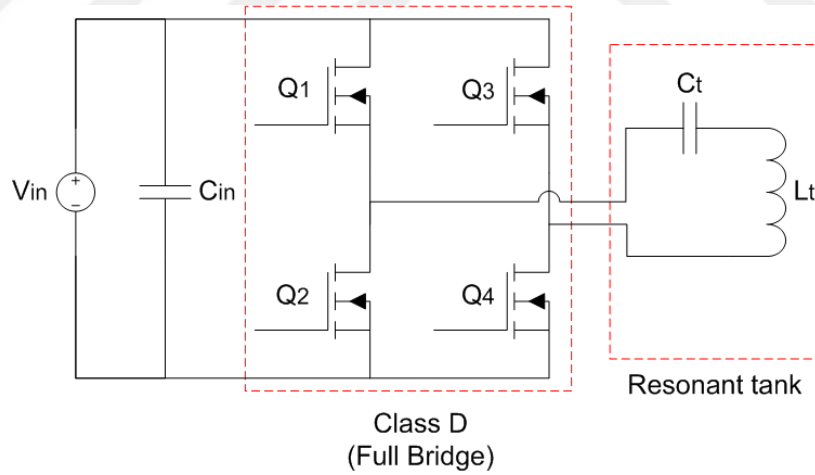 Q1
Q3
Ct
Vin
+
−
Cin
Lt
Q2
Q4
Resonant tank
Class D
(Full Bridge)